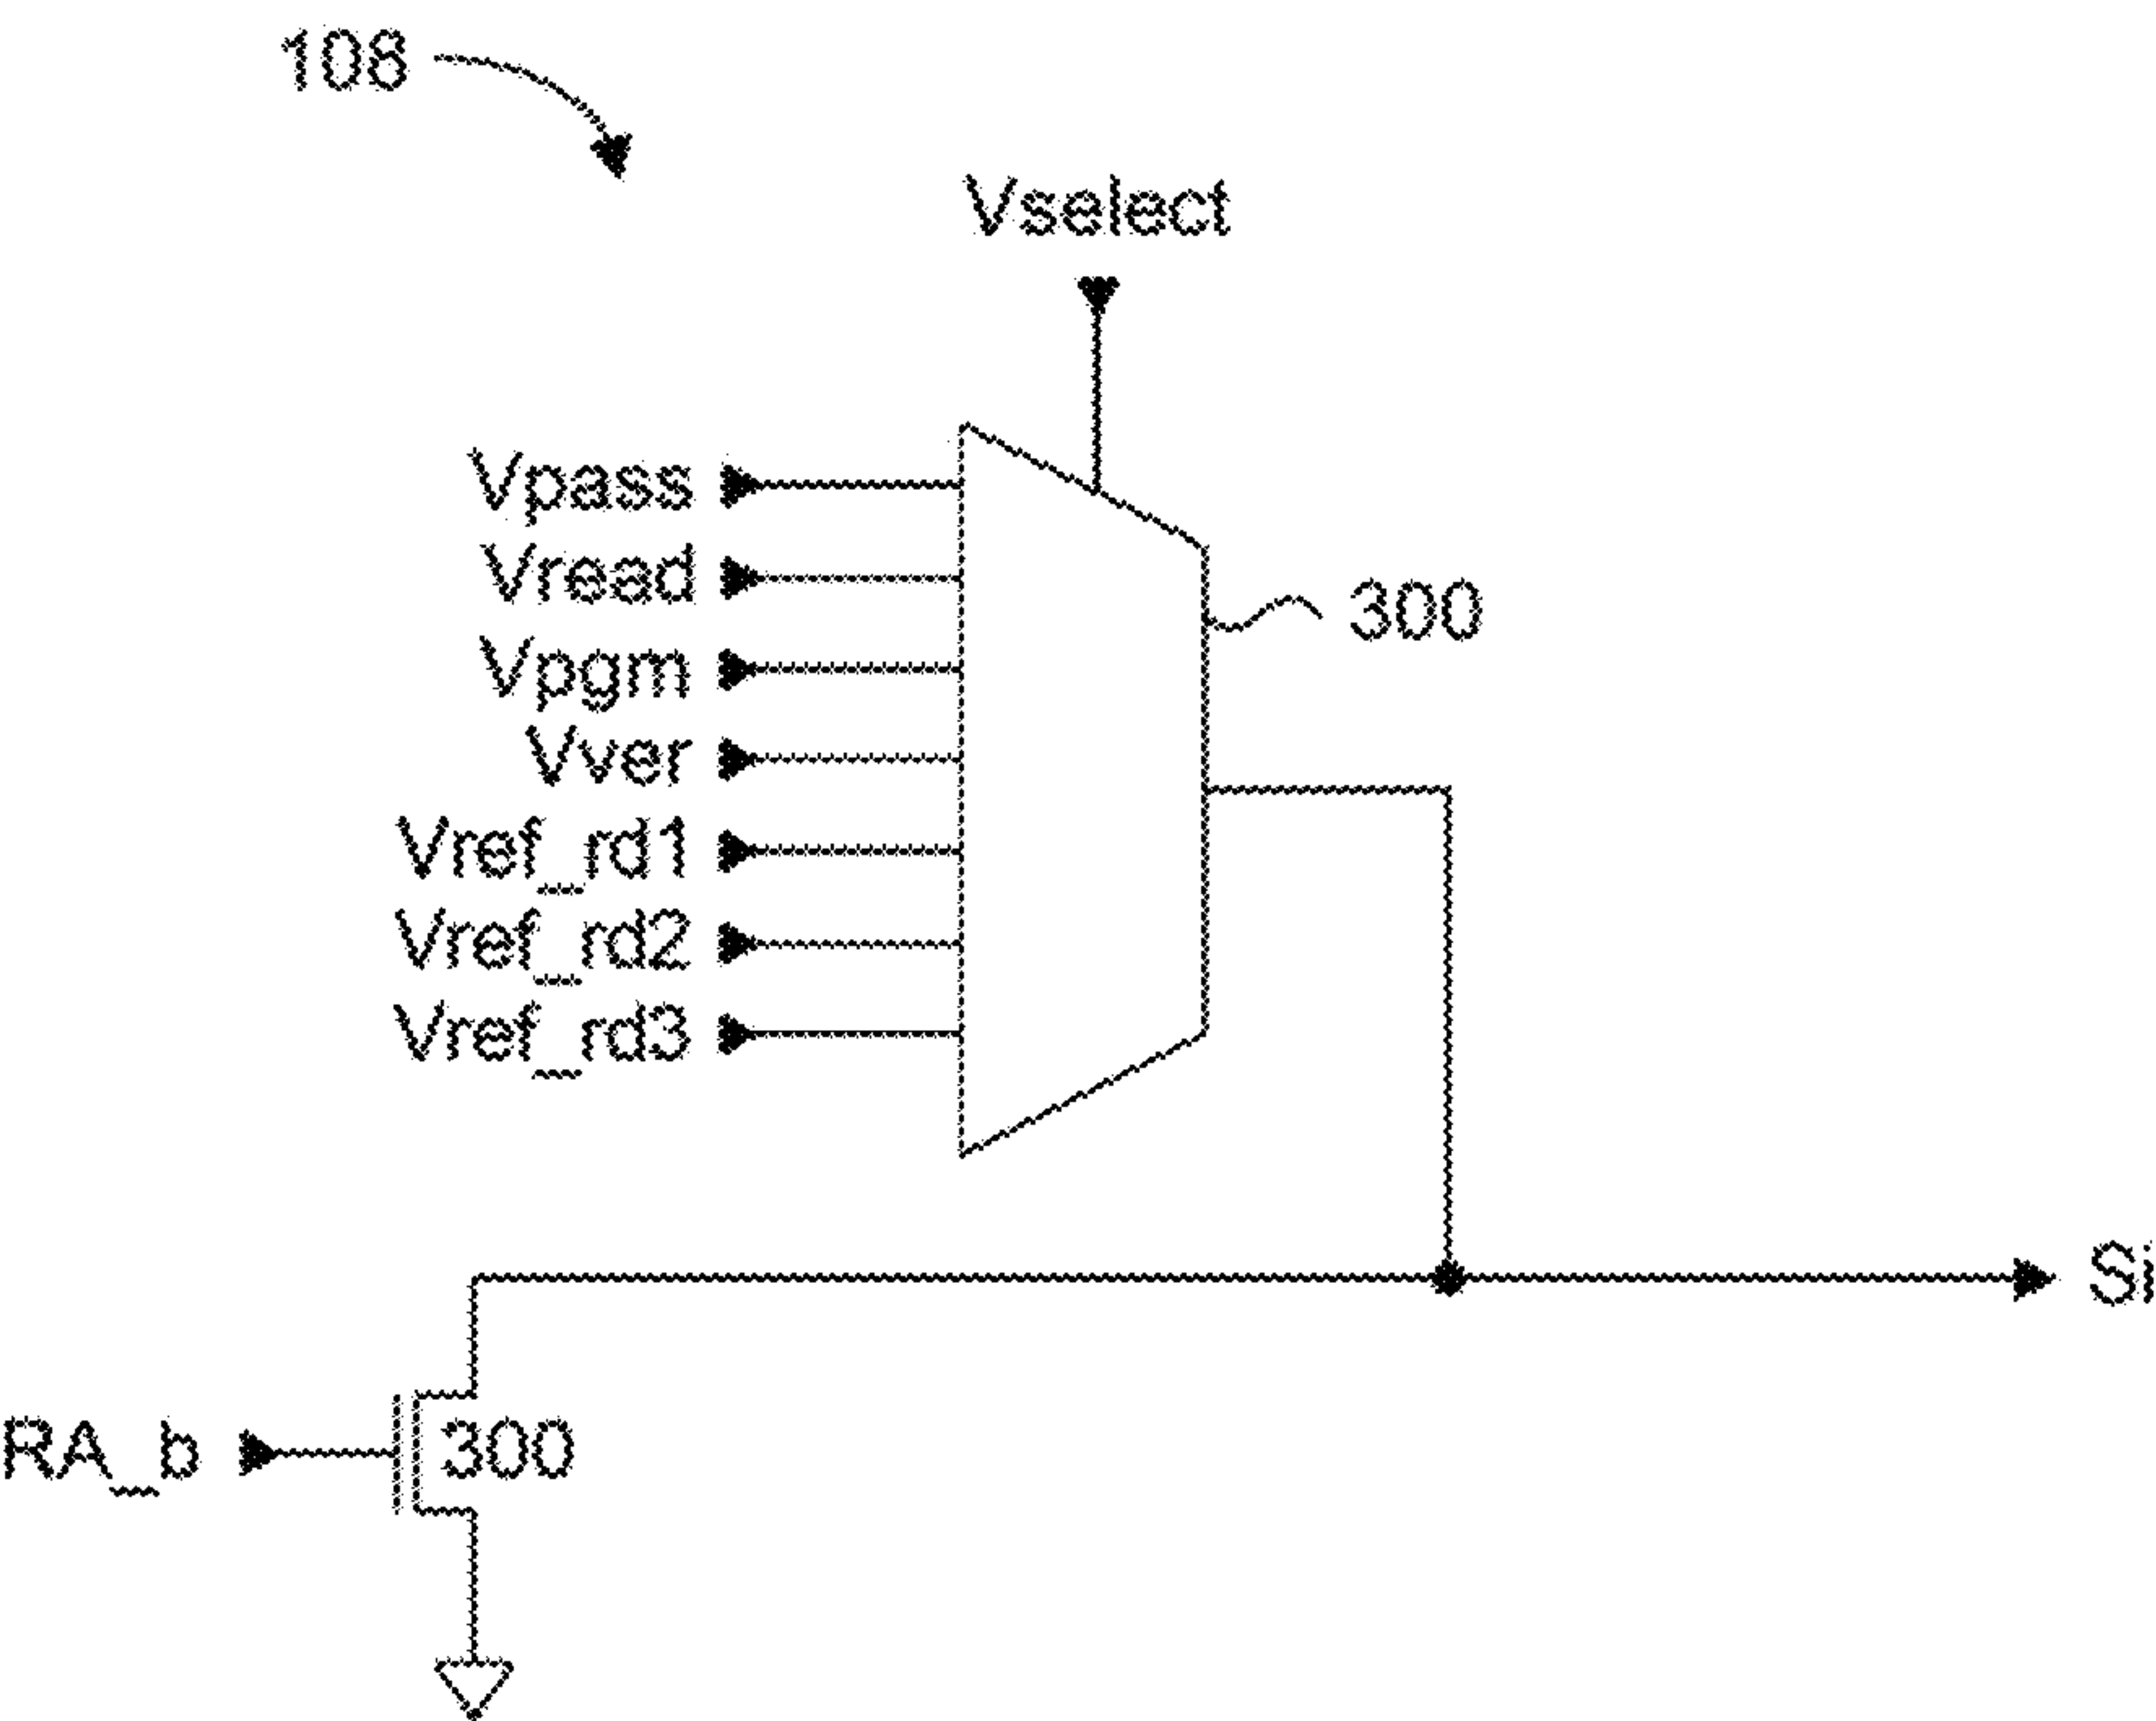 108
Vselect
Vpass
Vread
300
Vpgm
Vver
Vref_rd1
Vref_rd2
Vref_rd3
Si
RA_b
300